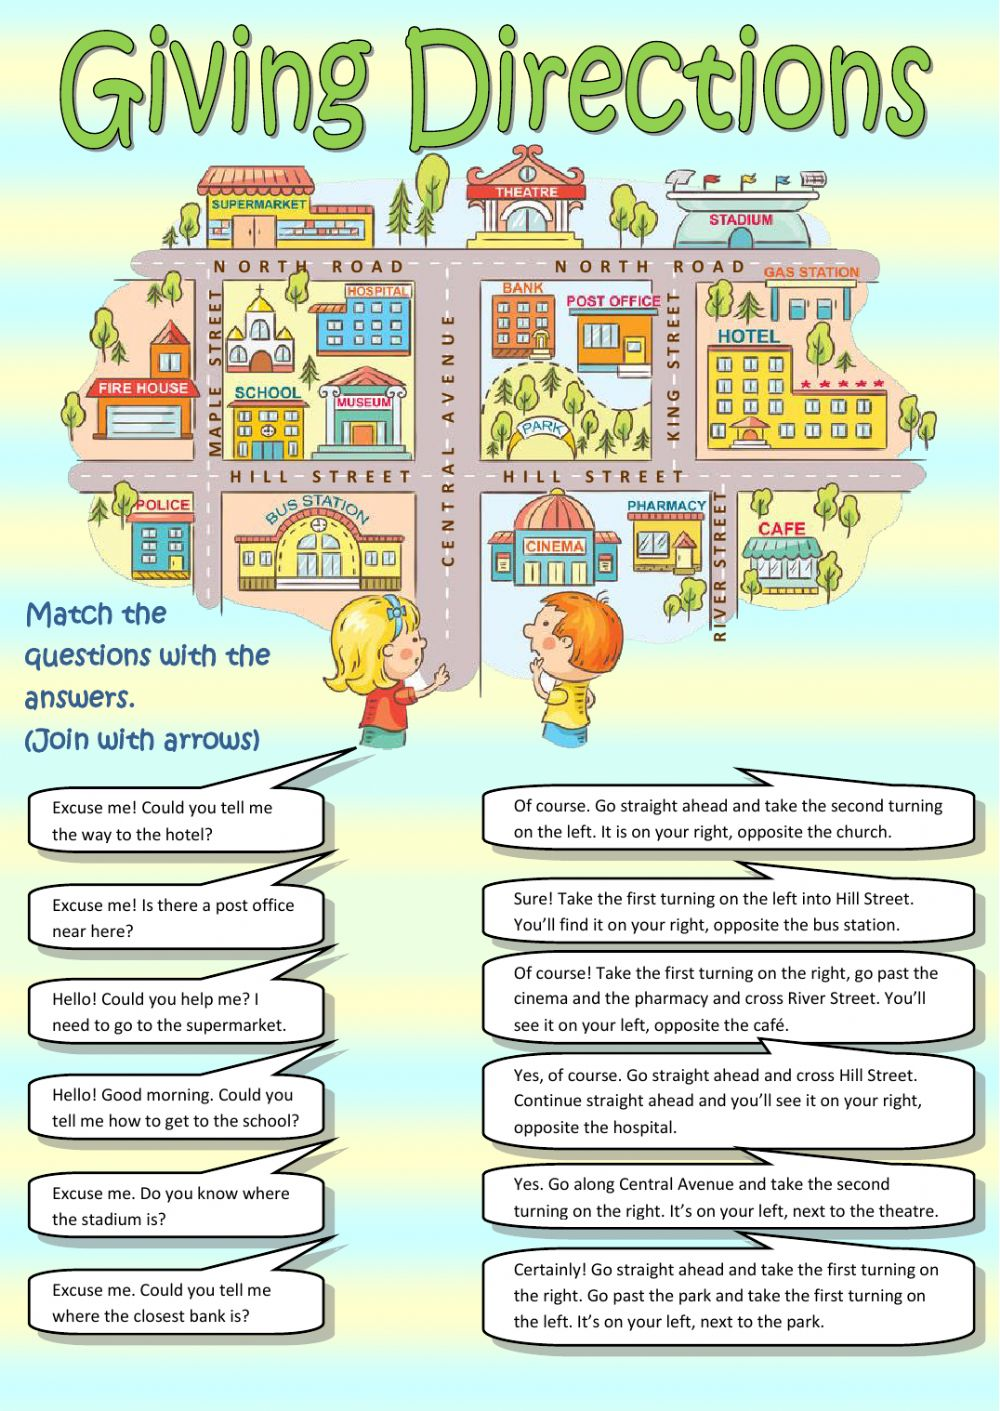 Giving Directions
SUPERMARKET
THEATRE
STADIUM
NORTH ROAD
NORTH ROAD
GAS STATION
HOSPITAL
BANK
POST OFFICE
HOTEL
MAPLE STREET
CENTRAL AVENUE
KING STREET
FIRE HOUSE
SCHOOL
MUSEUM
PARK
HILL STREET
HILL STREET
POLICE
BUS STATION
CINEMA
PHARMACY
RIVER STREET
CAFE
Match the
questions with the
answers.
(Join with arrows)
Excuse me! Could you tell me
the way to the hotel?
Excuse me! Is there a post office
near here?
Hello! Could you help me? I
need to go to the supermarket.
Hello! Good morning. Could you
tell me how to get to the school?
Excuse me. Do you know where
the stadium is?
Excuse me. Could you tell me
where the closest bank is?
Of course. Go straight ahead and take the second turning
on the left. It is on your right, opposite the church.
Sure! Take the first turning on the left into Hill Street.
You'll find it on your right, opposite the bus station.
Of course! Take the first turning on the right, go past the
cinema and the pharmacy and cross River Street. You'll
see it on your left, opposite the café.
Yes, of course. Go straight ahead and cross Hill Street.
Continue straight ahead and you'll see it on your right,
opposite the hospital.
Yes. Go along Central Avenue and take the second
turning on the right. It's on your left, next to the theatre.
Certainly! Go straight ahead and take the first turning on
the right. Go past the park and take the first turning on
the left. It's on your left, next to the park.